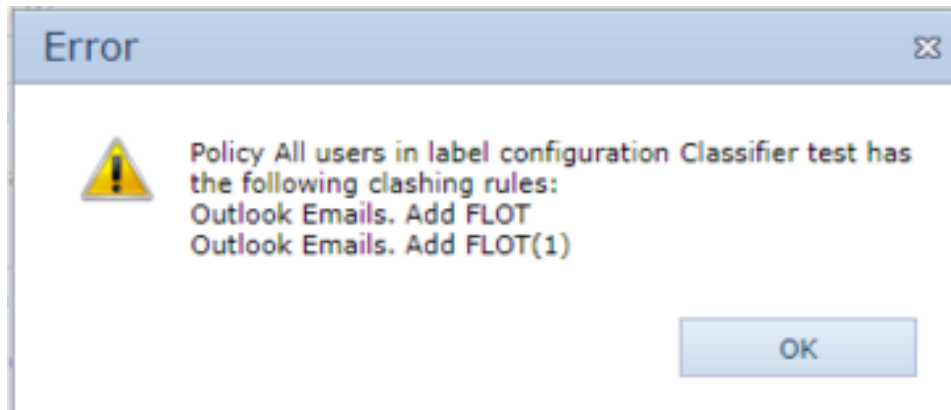 Error
Policy All users in label configuration Classifier test has
the following clashing rules:
Outlook Emails. Add FLOT
Outlook Emails. Add FLOT(1)
OK